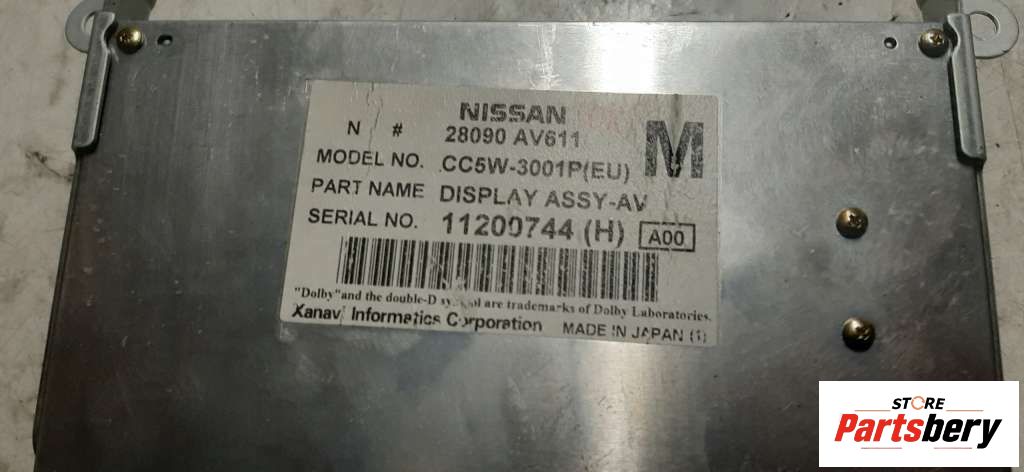 NISSAN
N # 28090 AV611
M
MODEL NO. CC5W-3001P(EU)
PART NAME DISPLAY ASSY-AV
SERIAL NO. 11200744 (H) A00
"Dolby"and the double-D symbol are trademarks of Dolby Laboratories.
Xanavi Informatics Corporation MADE IN JAPAN (1)
STORE
Partsbery